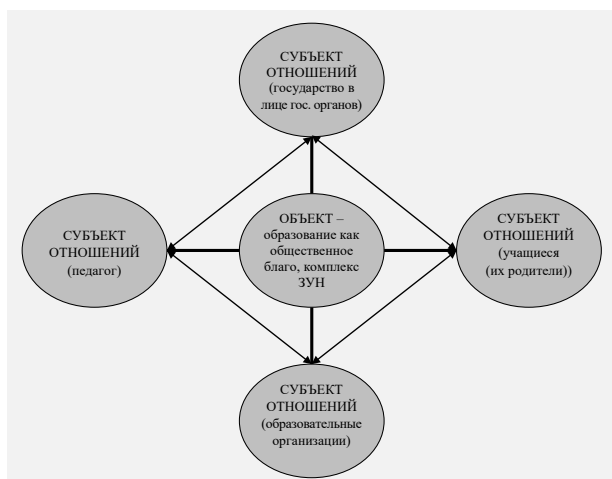 СУБЪЕКТ
ОТНОШЕНИЙ
(государство в
лице гос. органов)
СУБЪЕКТ
ОТНОШЕНИЙ
(педагог)
ОБЪЕКТ –
образование как
общественное
благо, комплекс
ЗУН
СУБЪЕКТ
ОТНОШЕНИЙ
(учащиеся
(их родители))
СУБЪЕКТ
ОТНОШЕНИЙ
(образовательные
организации)